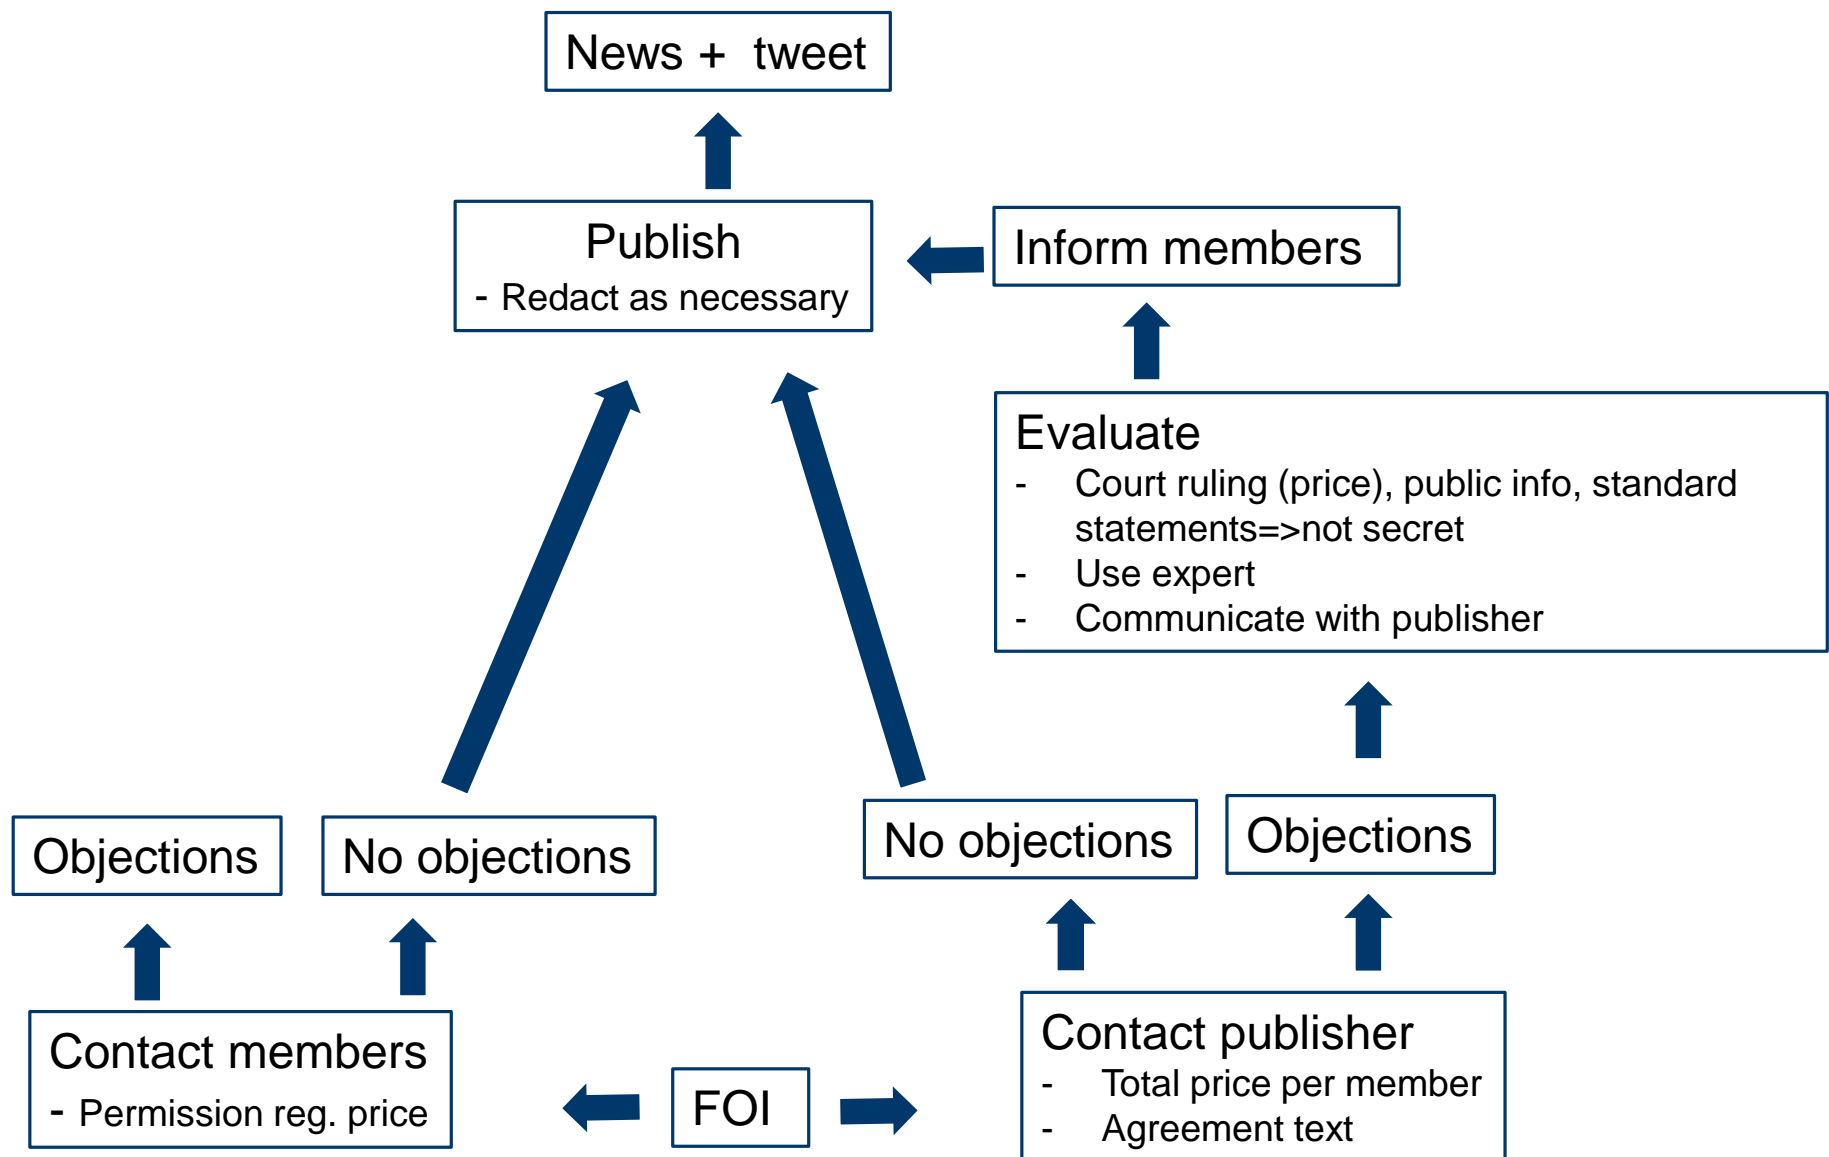 News + tweet
Publish
- Redact as necessary
Inform members
Evaluate
- Court ruling (price), public info, standard
statements=>not secret
- Use expert
- Communicate with publisher
Objections
No objections
No objections
Objections
Contact members
- Permission reg. price
FOI
Contact publisher
- Total price per member
- Agreement text